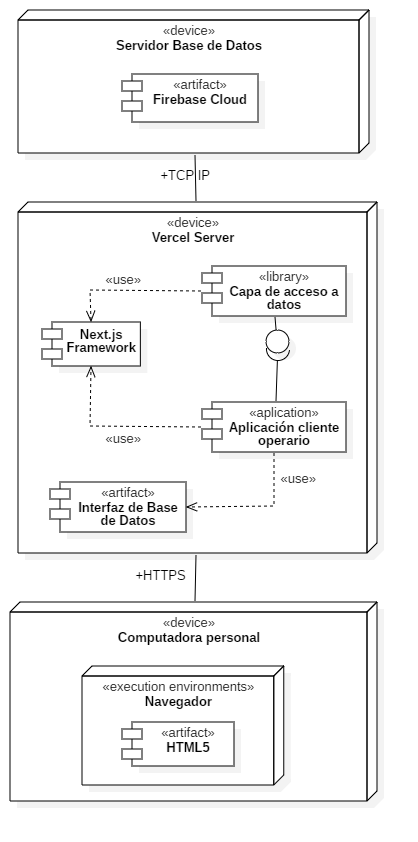 «device»
Servidor Base de Datos
«artifact»
Firebase Cloud
+TCP IP
«device»
Vercel Server
«use»
«library»
Capa de acceso a
datos
Next.js
Framework
«aplication»
Aplicación cliente
operario
«use»
«use»
«artifact»
Interfaz de Base
de Datos
+HTTPS
«device»
Computadora personal
«execution environments»
Navegador
«artifact»
HTML5